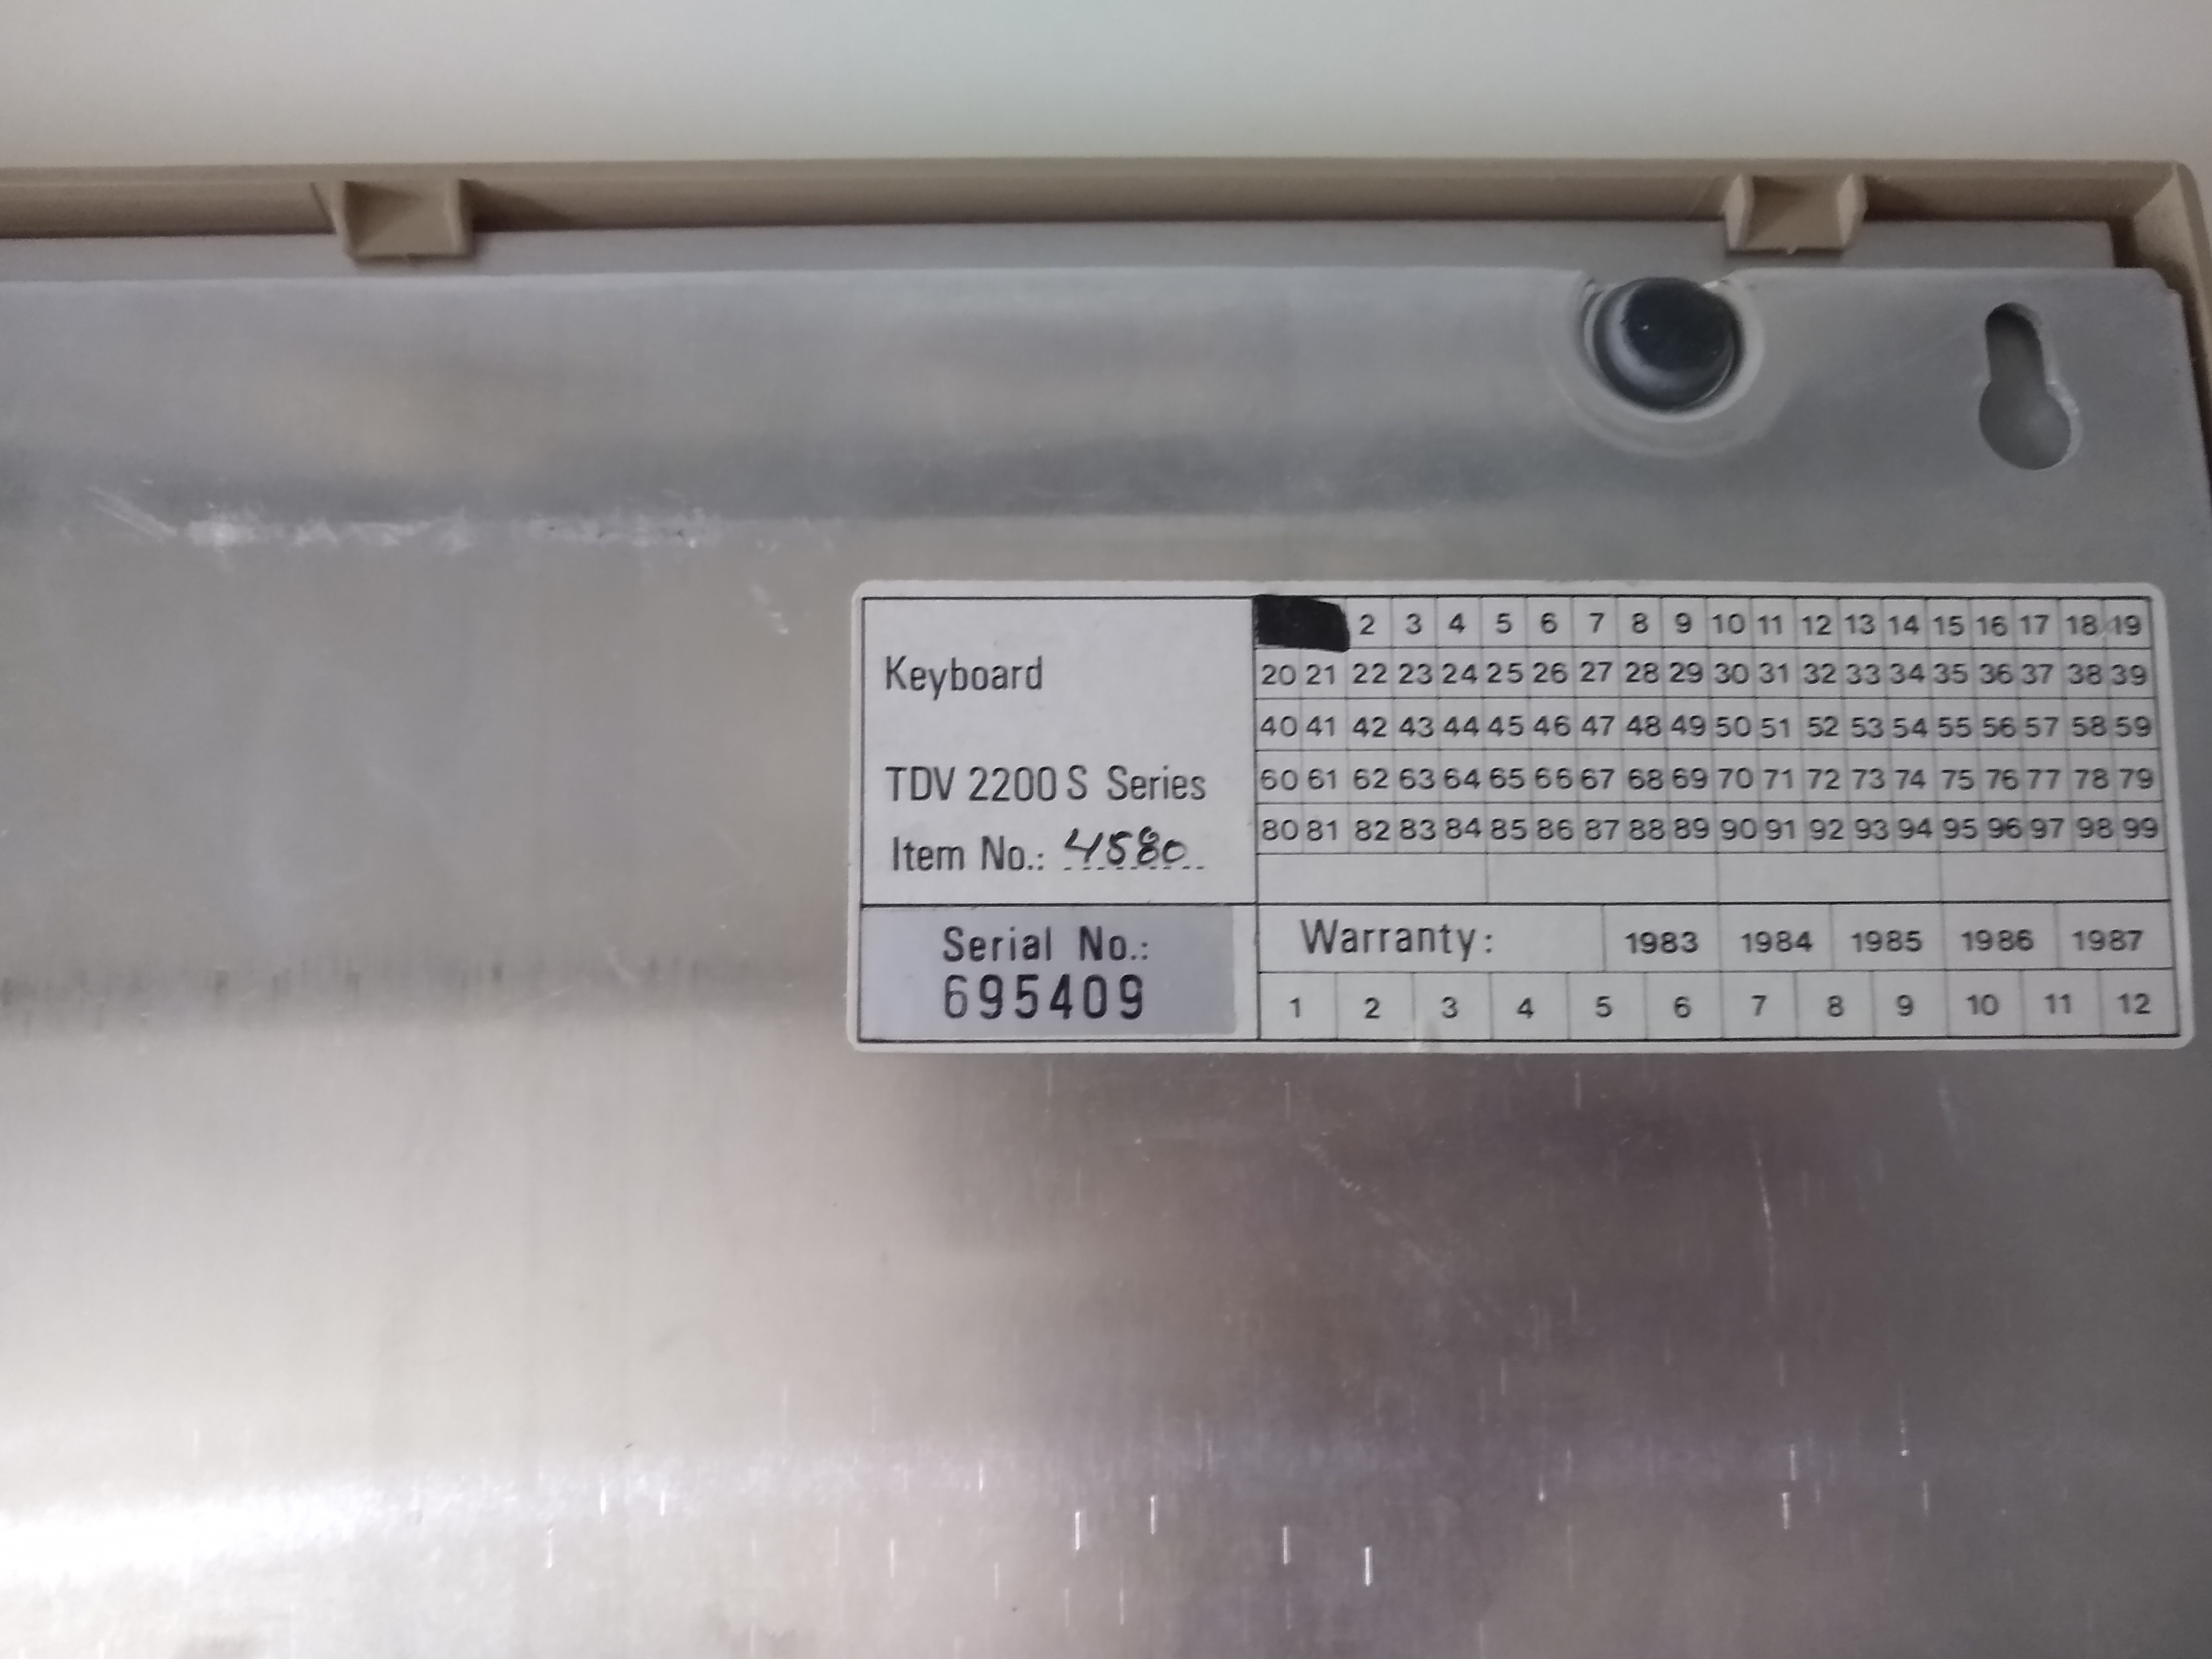 Keyboard
TDV 2200 S Series
Item No.: 4580
Serial No.:
695409
2 3 4 5 6 7 8 9 10 11 12 13 14 15 16 17 18 19
20 21 22 23 24 25 26 27 28 29 30 31 32 33 34 35 36 37 38 39
40 41 42 43 44 45 46 47 48 49 50 51 52 53 54 55 56 57 58 59
60 61 62 63 64 65 66 67 68 69 70 71 72 73 74 75 76 77 78 79
80 81 82 83 84 85 86 87 88 89 90 91 92 93 94 95 96 97 98 99
Warranty: 1983 1984 1985 1986 1987
1 2 3 4 5 6 7 8 9 10 11 12